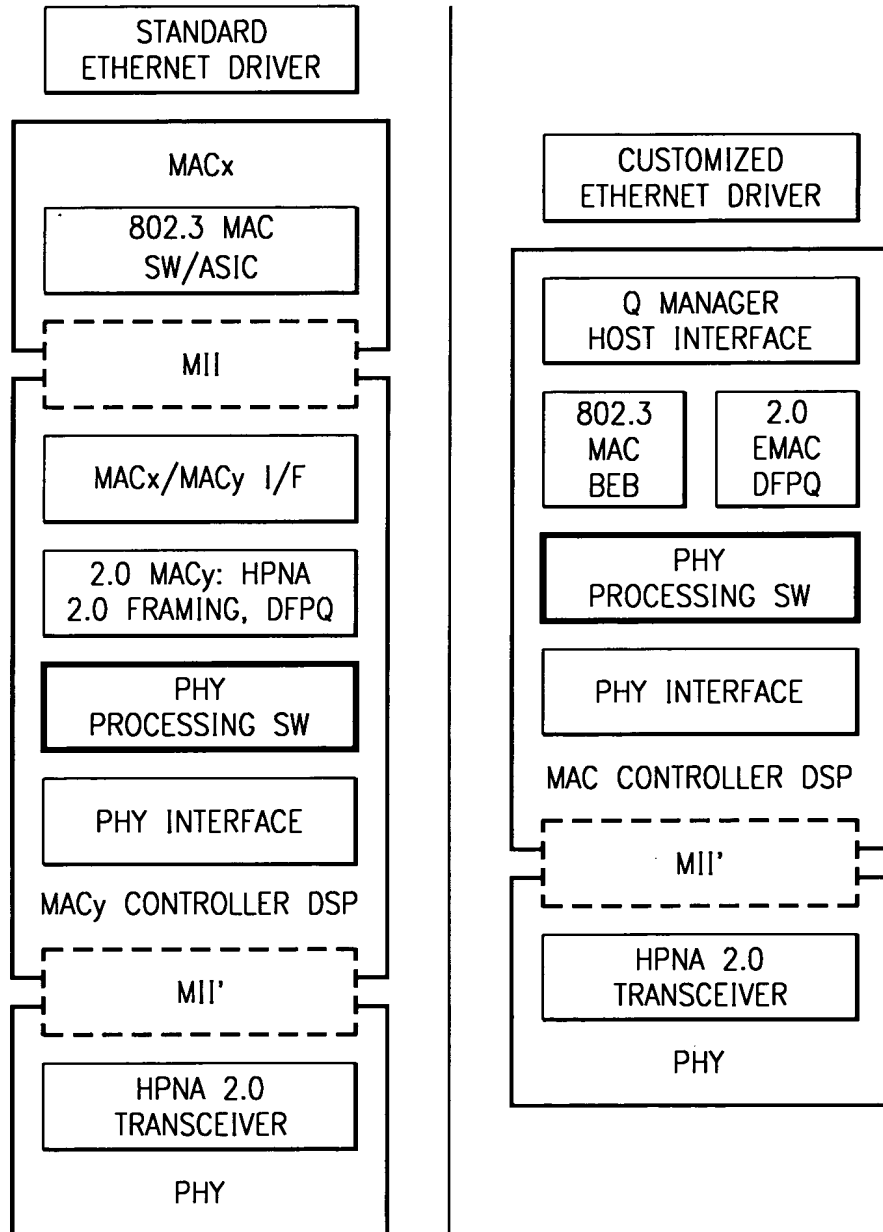 STANDARD
ETHERNET DRIVER
MACx
802.3 MAC
SW/ASIC
MII
MACx/MACy I/F
2.0 MACy: HPNA
2.0 FRAMING, DFPQ
PHY
PROCESSING SW
PHY INTERFACE
MACy CONTROLLER DSP
MII'
HPNA 2.0
TRANSCEIVER
PHY
CUSTOMIZED
ETHERNET DRIVER
Q MANAGER
HOST INTERFACE
802.3
MAC
BEB
2.0
EMAC
DFPQ
PHY
PROCESSING SW
PHY INTERFACE
MAC CONTROLLER DSP
MII'
HPNA 2.0
TRANSCEIVER
PHY